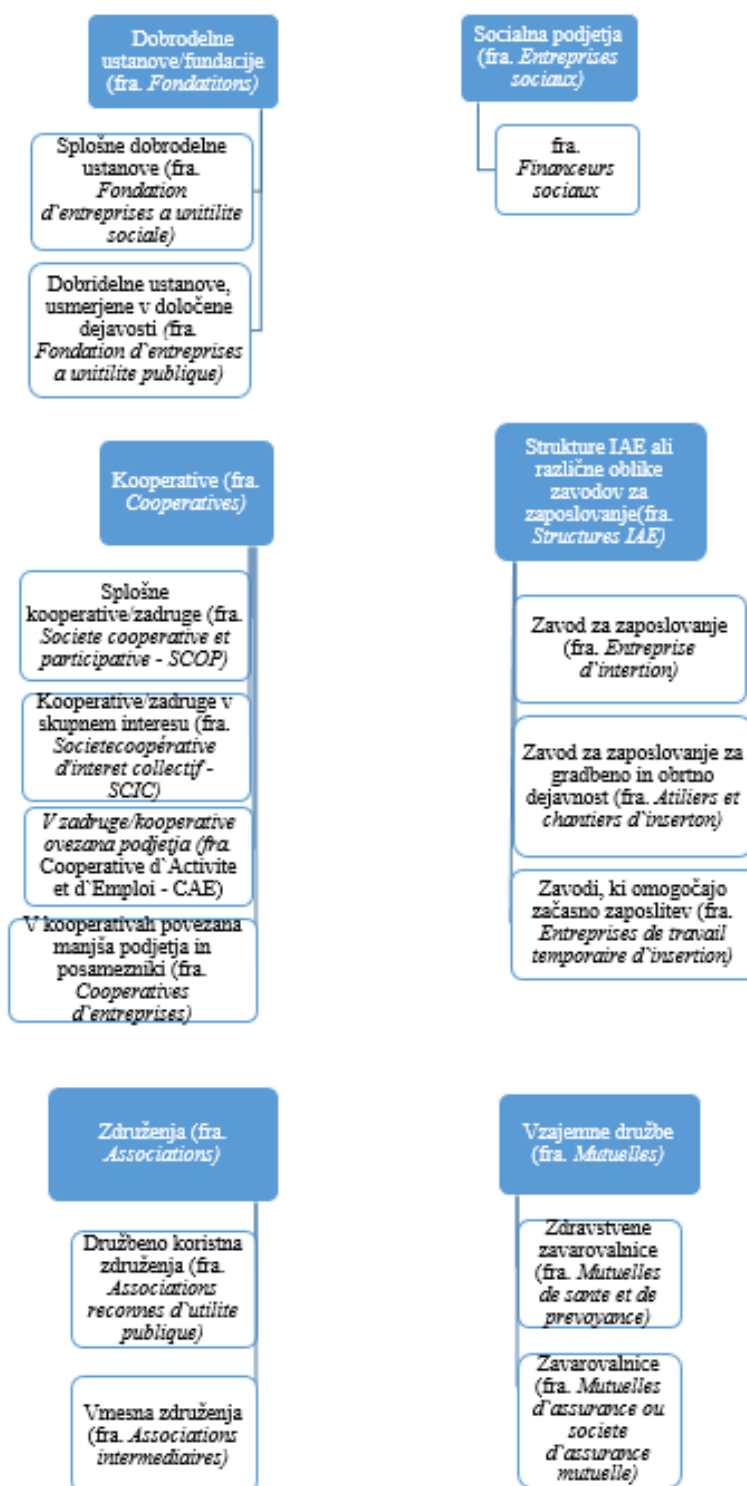 Dobrodelne
ustanove/fundacije
(fra. Fondatitons)
Splošne dobrodelne
ustanove (fra.
Fondation
d`entreprises a unitilite
sociale)
Dobridelne ustanove,
usmerjene v določene
dejavosti (fra.
Fondation d`entreprises
a unitilite publique)
Socialna podjetja
(fra. Entreprises
sociaux)
fra.
Financeurs
sociaux
Kooperative (fra.
Cooperatives)
Splošne
kooperative/zadruge (fra.
Societe cooperative et
participative - SCOP)
Kooperative/zadruge v
skupnem interesu (fra.
Societecoopérative
d'interet collectif -
SCIC)
V zadruge/kooperative
ovezana podjetja (fra.
Cooperative d`Activite
et d`Emploi - CAE)
V kooperativah povezana
manjša podjetja in
posamezniki (fra.
Cooperatives
d`entreprises)
Strukture IAE ali
različne oblike
zavodov za
zaposlovanje(fra.
Structures IAE)
Zavod za zaposlovanje
(fra. Entreprise
d`intertion)
Zavod za zaposlovanje za
gradbeno in obrtno
dejavnost (fra. Atiliers et
chantiers d`inserton)
Zavodi, ki omogočajo
začasno zaposlitev (fra.
Entreprises de travail
temporaire d`insertion)
Združenja (fra.
Associations)
Družbeno koristna
združenja (fra.
Associations
reconnes d`utilite
publique)
Vmesna združenja
(fra. Associations
intermediaires)
Vzajemne družbe
(fra. Mutuelles)
Zdravstvene
zavarovalnice
(fra. Mutuelles
de sante et de
prevoyance)
Zavarovalnice
(fra. Mutuelles
d`assurance ou
societe
d`assurance
mutuelle)